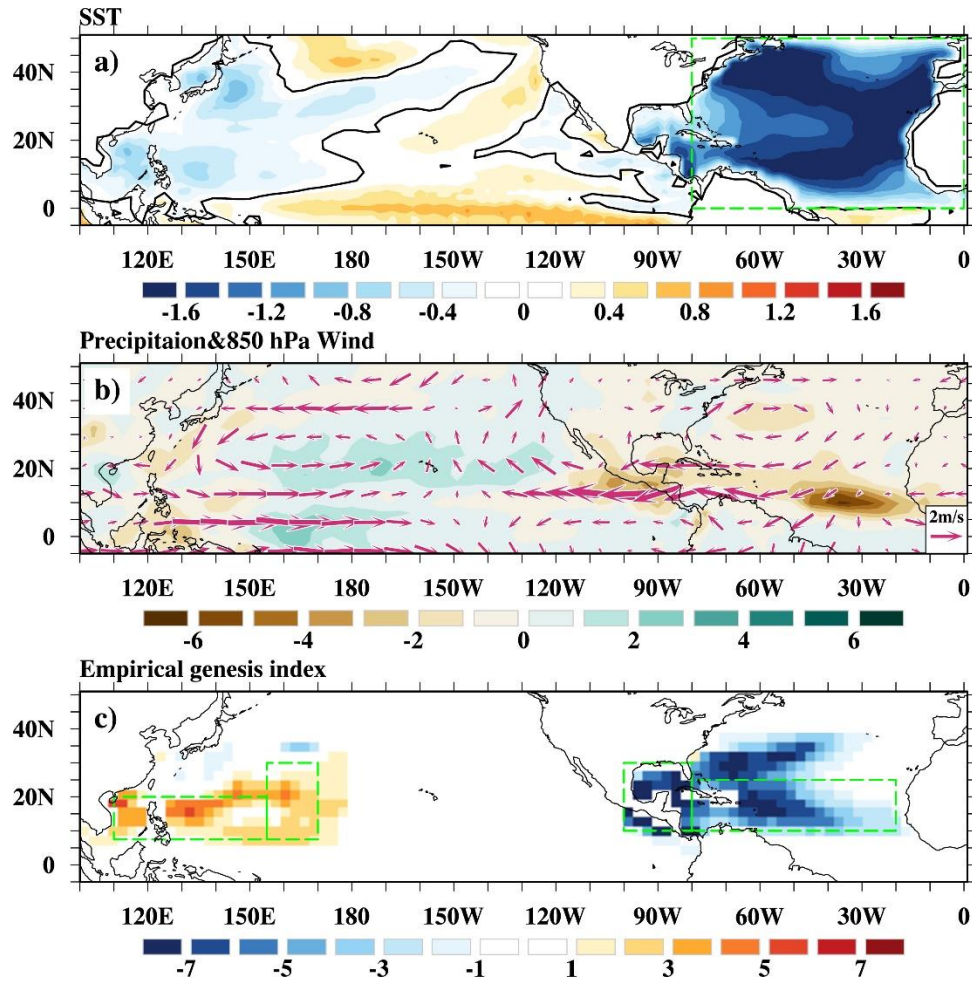 SST
a)
40N
20N
0
120E 150E 180 150W 120W 90W 60W 30W 0
-1.6 -1.2 -0.8 -0.4 0 0.4 0.8 1.2 1.6
Precipitaion&850 hPa Wind
b)
40N
20N
0
2m/s
120E 150E 180 150W 120W 90W 60W 30W 0
-6 -4 -2 0 2 4 6
Empirical genesis index
c)
40N
20N
0
120E 150E 180 150W 120W 90W 60W 30W 0
-7 -5 -3 -1 1 3 5 7